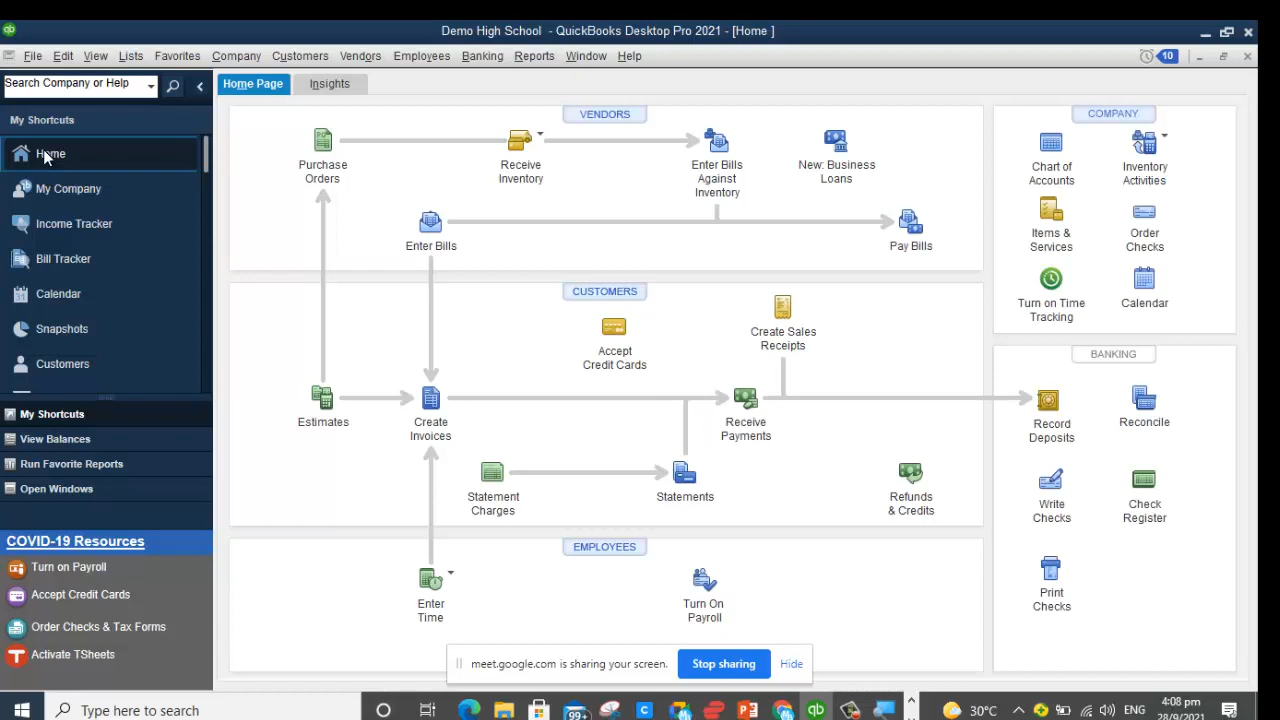 Demo High School - QuickBooks Desktop Pro 2021 - [Home ]
File Edit View Lists Favorites Company Customers Vendors Employees Banking Reports Window Help
10
Search Company or Help
Home Page
Insights
My Shortcuts
Home
My Company
Income Tracker
Bill Tracker
Calendar
Snapshots
Customers
My Shortcuts
View Balances
Run Favorite Reports
Open Windows
COVID-19 Resources
Turn on Payroll
Accept Credit Cards
Order Checks & Tax Forms
Activate TSheets
VENDORS
Purchase
Orders
Receive
Inventory
Enter Bills
Against
Inventory
New: Business
Loans
Enter Bills
Pay Bills
CUSTOMERS
Accept
Credit Cards
Create Sales
Receipts
Estimates
Create
Invoices
Receive
Payments
Statement
Charges
Statements
Refunds
& Credits
EMPLOYEES
Enter
Time
Turn On
Payroll
COMPANY
Chart of
Accounts
Inventory
Activities
Items &
Services
Order
Checks
Turn on Time
Tracking
Calendar
BANKING
Record
Deposits
Reconcile
Write
Checks
Check
Register
Print
Checks
meet.google.com is sharing your screen.
Stop sharing
Hide
Type here to search
99+
30°C
ENG
4:08 pm
28/9/2021